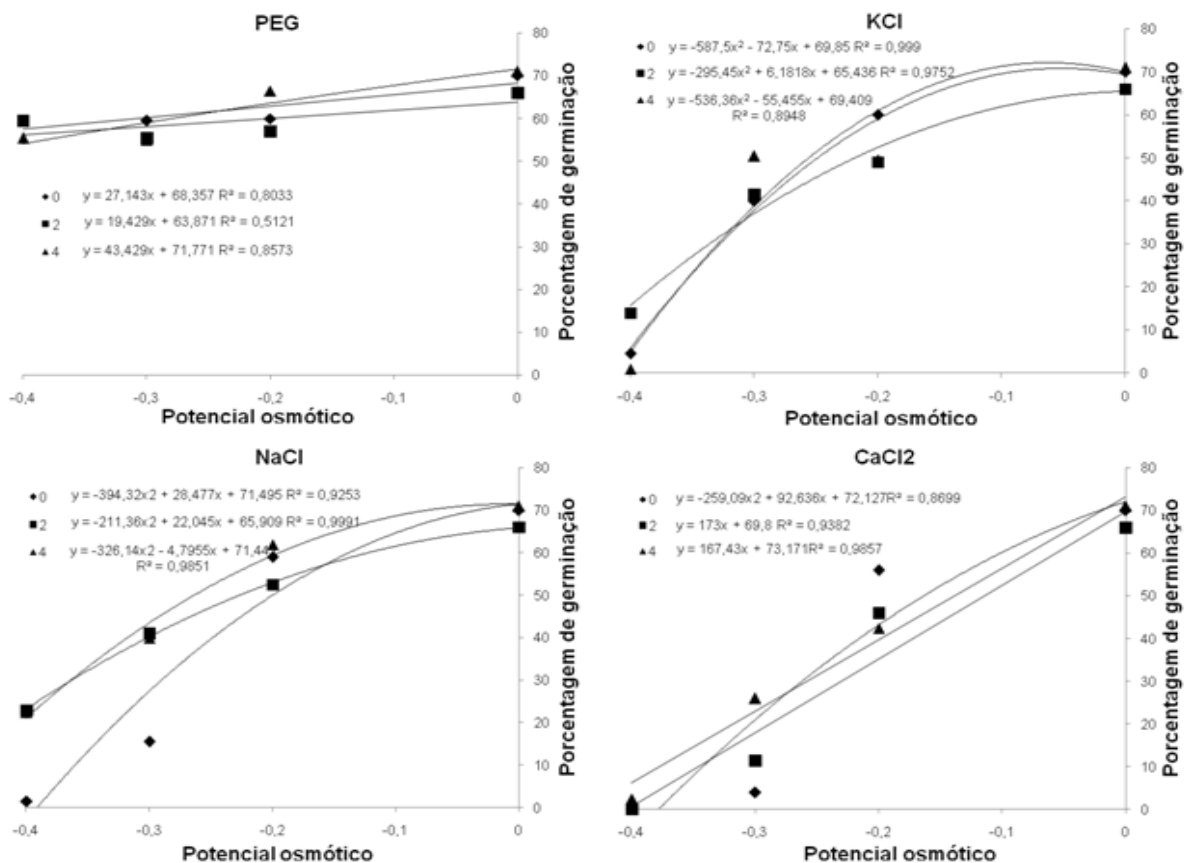 PEG
80
70
60
50
40
30
20
10
0
0 y = 27,143x + 68,357 R² = 0,8033
2 y = 19,429x + 63,871 R² = 0,5121
4 y = 43,429x + 71,771 R² = 0,8573
-0,4 -0,3 -0,2 -0,1 0
Potencial osmótico
Porcentagem de germinação
KCl
0 y = -587,5x² - 72,75x + 69,85 R² = 0,999
2 y = -295,45x² + 6,1818x + 65,436 R² = 0,9752
4 y = -536,36x² - 55,455x + 69,409
R² = 0,8948
80
70
60
50
40
30
20
10
0
-0,4 -0,3 -0,2 -0,1 0
Potencial osmótico
Porcentagem de germinação
NaCl
0 y = -394,32x2 + 28,477x + 71,495 R² = 0,9253
2 y = -211,36x2 + 22,045x + 65,909 R² = 0,9991
4 y = -326,14x2 - 4,7955x + 71,44
R² = 0,9851
80
70
60
50
40
30
20
10
0
-0,4 -0,3 -0,2 -0,1 0
Potencial osmótico
Porcentagem de germinação
CaCl2
0 y = -259,09x2 + 92,636x + 72,127R² = 0,8699
2 y = 173x + 69,8 R² = 0,9382
4 y = 167,43x + 73,171R² = 0,9857
80
70
60
50
40
30
20
10
0
-0,4 -0,3 -0,2 -0,1 0
Potencial osmótico
Porcentagem de germinação